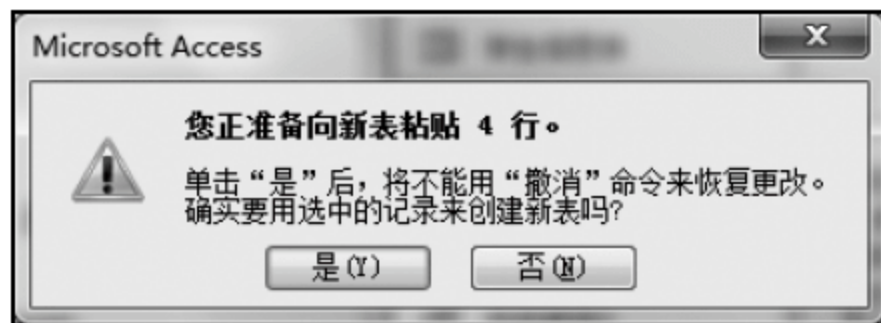 Microsoft Access
您正准备向新表粘贴 4 行。
单击“是”后，将不能用“撤消”命令来恢复更改。
确实要用选中的记录来创建新表吗?
是(Y)
否(N)